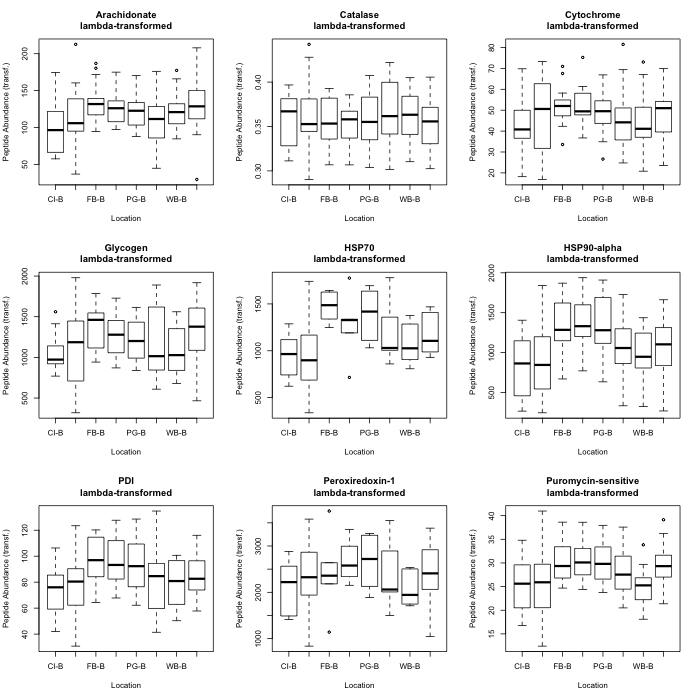 Arachidonate
lambda-transformed
Peptide Abundance (transf.)
50 100 150 200
CI-B FB-B PG-B WB-B
Location
Catalase
lambda-transformed
Peptide Abundance (transf.)
0.30 0.35 0.40
CI-B FB-B PG-B WB-B
Location
Cytochrome
lambda-transformed
Peptide Abundance (transf.)
20 30 40 50 60 70 80
CI-B FB-B PG-B WB-B
Location
Glycogen
lambda-transformed
Peptide Abundance (transf.)
500 1000 1500 2000
CI-B FB-B PG-B WB-B
Location
HSP70
lambda-transformed
Peptide Abundance (transf.)
500 1000 1500
CI-B FB-B PG-B WB-B
Location
HSP90-alpha
lambda-transformed
Peptide Abundance (transf.)
500 1000 1500 2000
CI-B FB-B PG-B WB-B
Location
PDI
lambda-transformed
Peptide Abundance (transf.)
40 60 80 100 120
CI-B FB-B PG-B WB-B
Location
Peroxiredoxin-1
lambda-transformed
Peptide Abundance (transf.)
1000 2000 3000
CI-B FB-B PG-B WB-B
Location
Puromycin-sensitive
lambda-transformed
Peptide Abundance (transf.)
15 20 25 30 35 40
CI-B FB-B PG-B WB-B
Location